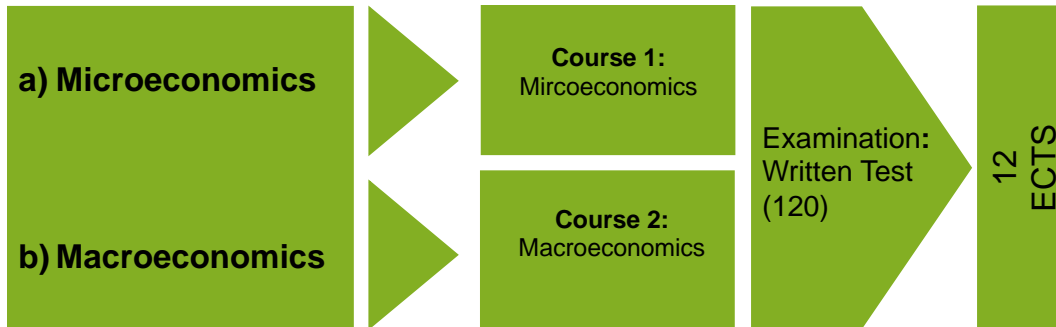 a) Microeconomics
b) Macroeconomics
Course 1:
Mircoeconomics
Course 2:
Macroeconomics
Examination:
Written Test
(120)
12
ECTS